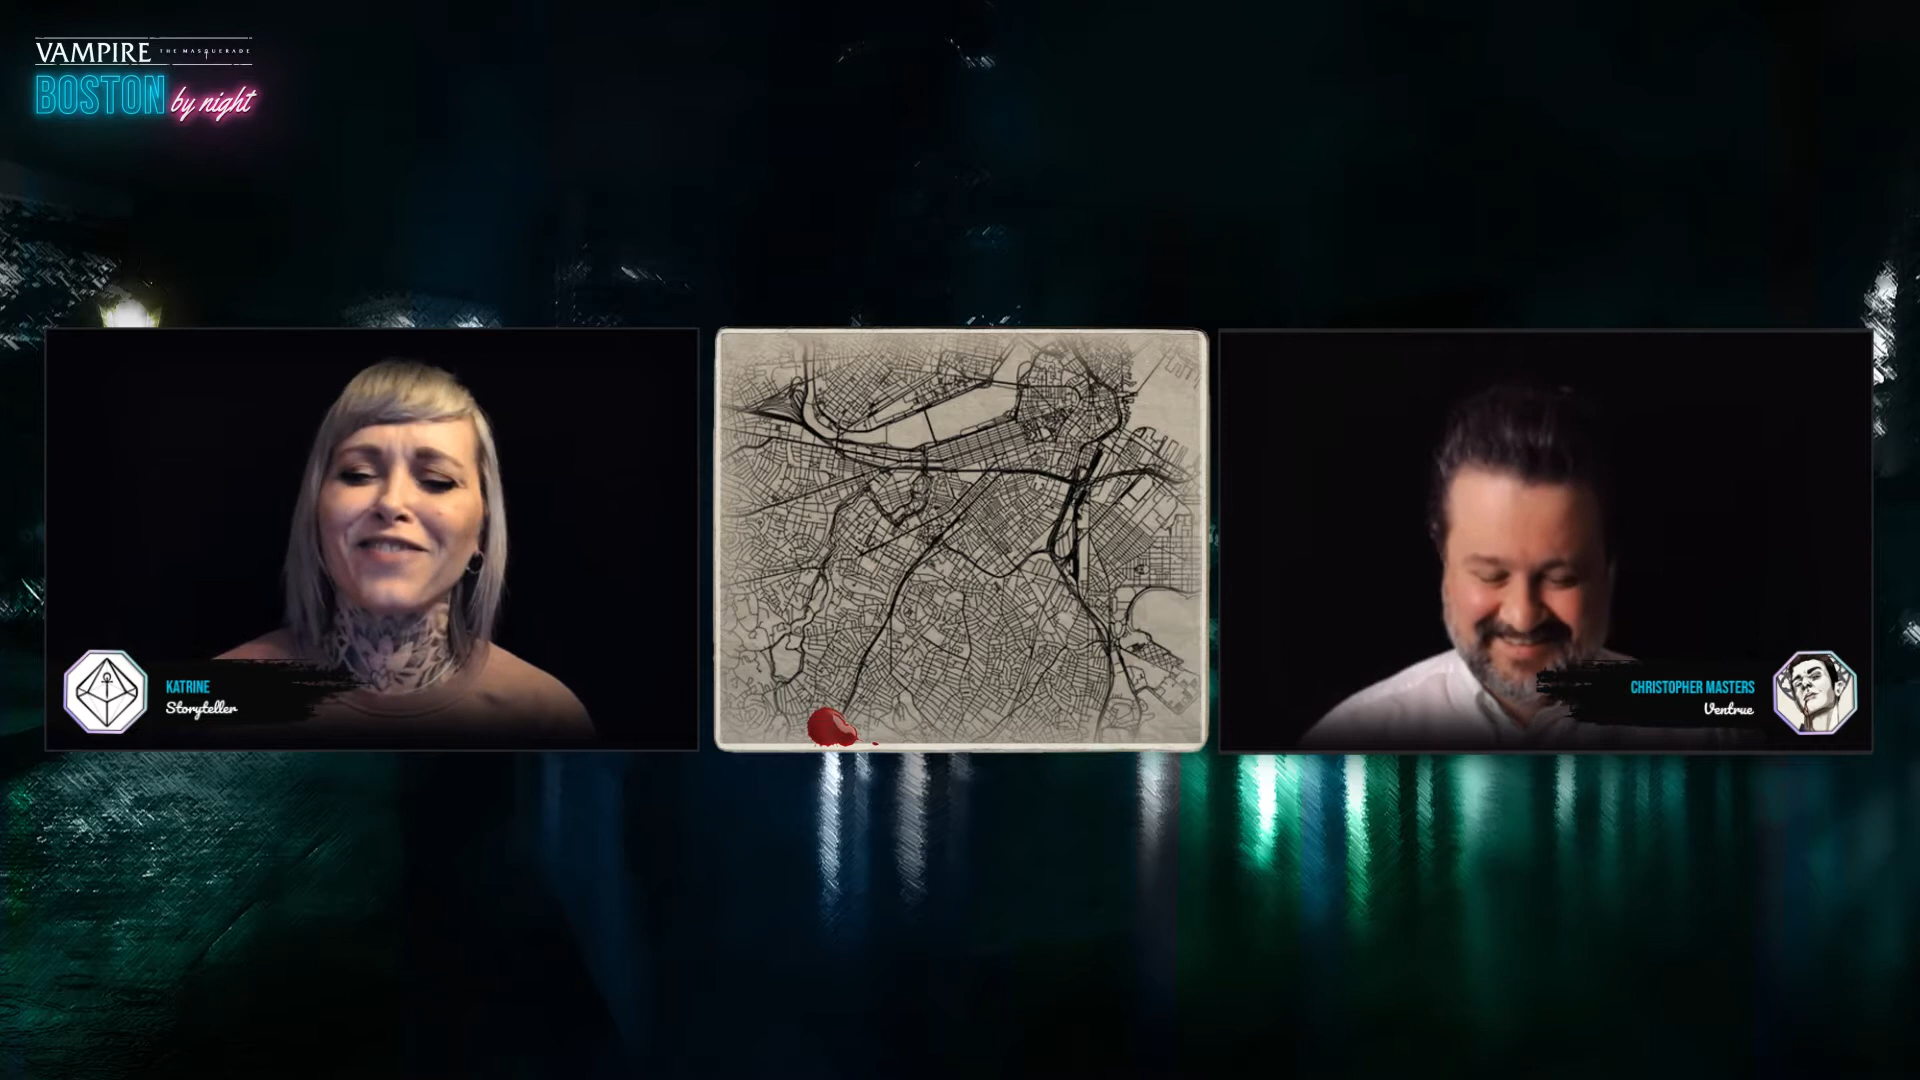 VAMPIRE THE MASQUERADE
BOSTON by night
KATRINE
Storyteller
CHRISTOPHER MASTERS
Ventrue